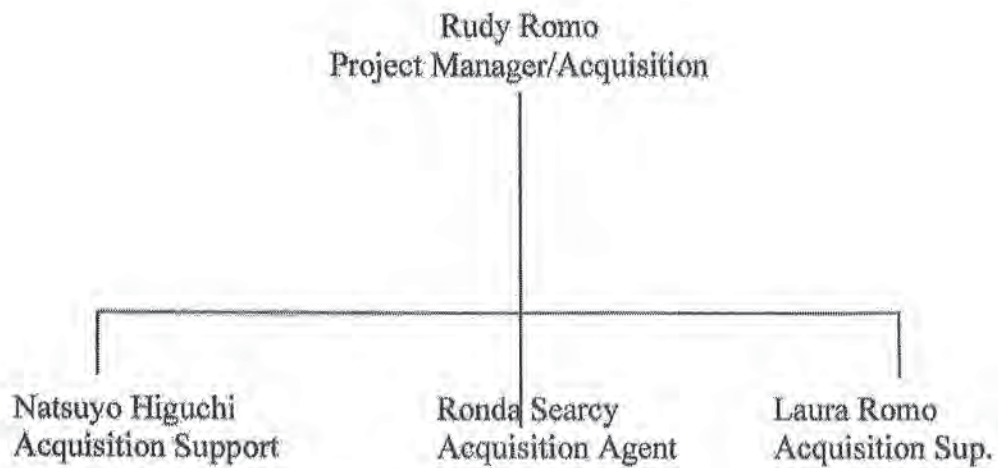 Rudy Romo
Project Manager/Acquisition
Natsuyo Higuchi
Acquisition Support
Ronda Searcy
Acquisition Agent
Laura Romo
Acquisition Sup.